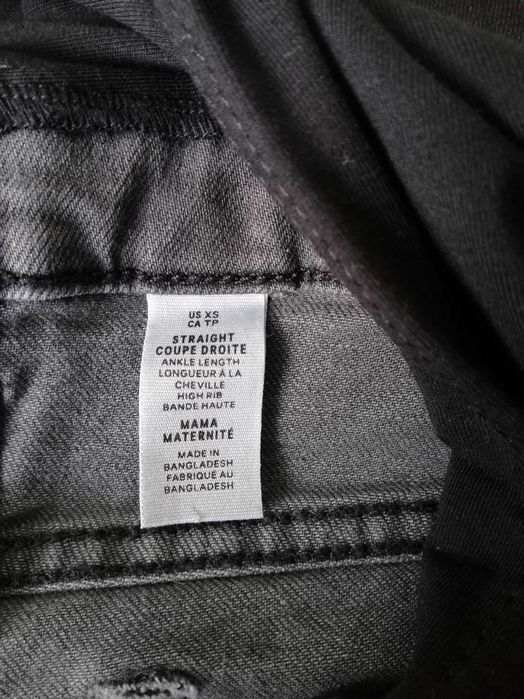 US XS
CA TP
STRAIGHT
COUPE DROITE
ANKLE LENGTH
LONGUEUR À LA
CHEVILLE
HIGH RIB
BANDE HAUTE
MAMA
MATERNITÉ
MADE IN
BANGLADESH
FABRIQUÉ AU
BANGLADESH